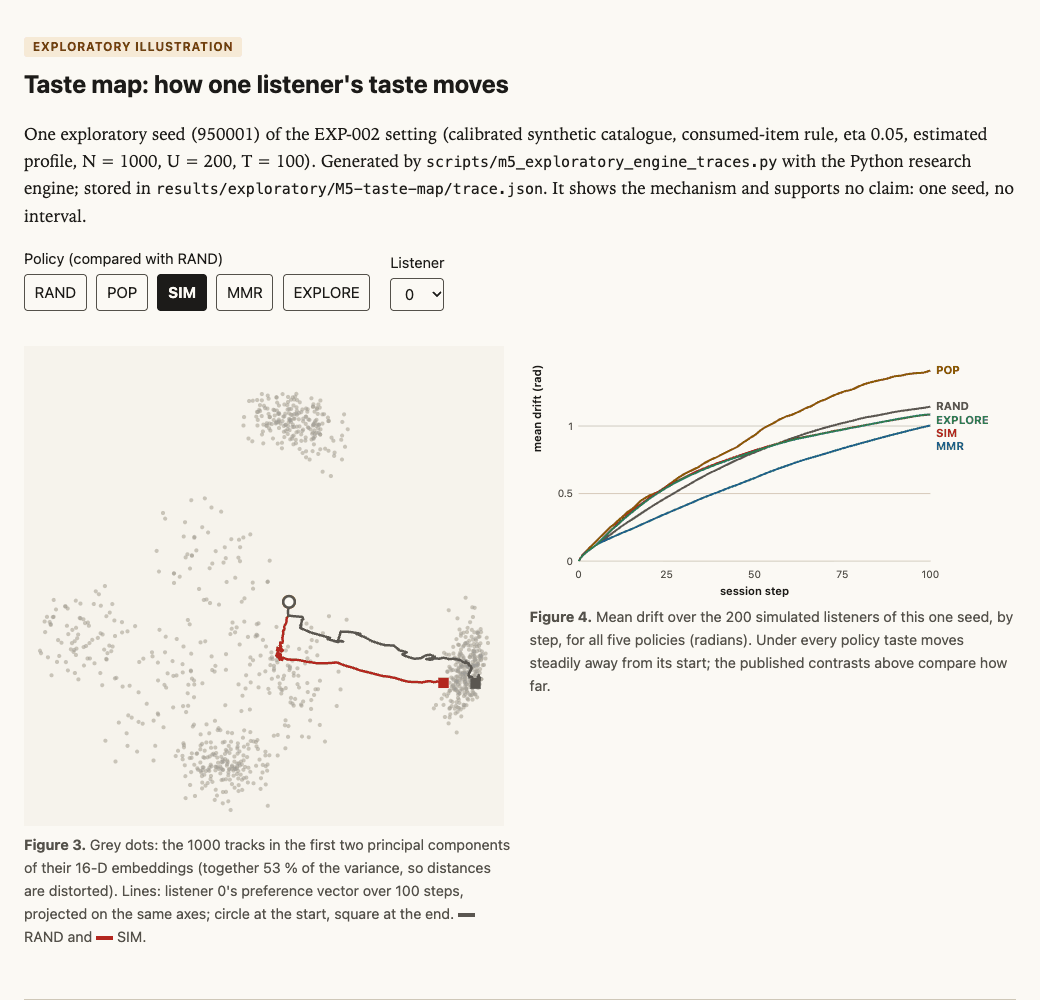 EXPLORATORY ILLUSTRATION
Taste map: how one listener's taste moves
One exploratory seed (950001) of the EXP-002 setting (calibrated synthetic catalogue, consumed-item rule, eta 0.05, estimated
profile, N = 1000, U = 200, T = 100). Generated by scripts/m5_exploratory_engine_traces.py with the Python research
engine; stored in results/exploratory/M5-taste-map/trace.json. It shows the mechanism and supports no claim: one seed, no
interval.
Policy (compared with RAND)
Listener
RAND
POP
SIM
MMR
EXPLORE
0
mean drift (rad)
1
0.5
0
0
25
50
75
100
session step
POP
RAND
EXPLORE
SIM
MMR
Figure 4. Mean drift over the 200 simulated listeners of this one seed, by
step, for all five policies (radians). Under every policy taste moves
steadily away from its start; the published contrasts above compare how
far.
Figure 3. Grey dots: the 1000 tracks in the first two principal components
of their 16-D embeddings (together 53 % of the variance, so distances
are distorted). Lines: listener 0's preference vector over 100 steps,
projected on the same axes; circle at the start, square at the end.
RAND and SIM.